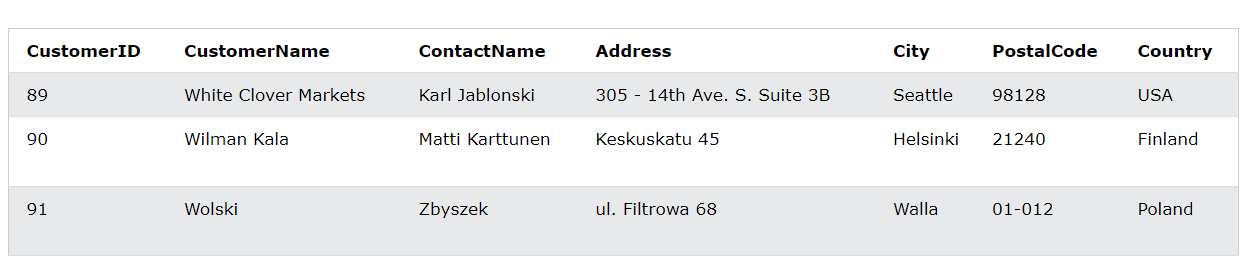 CustomerID CustomerName ContactName Address City PostalCode Country
89 White Clover Markets Karl Jablonski 305 - 14th Ave. S. Suite 3B Seattle 98128 USA
90 Wilman Kala Matti Karttunen Keskuskatu 45 Helsinki 21240 Finland
91 Wolski Zbyszek ul. Filtrowa 68 Walla 01-012 Poland